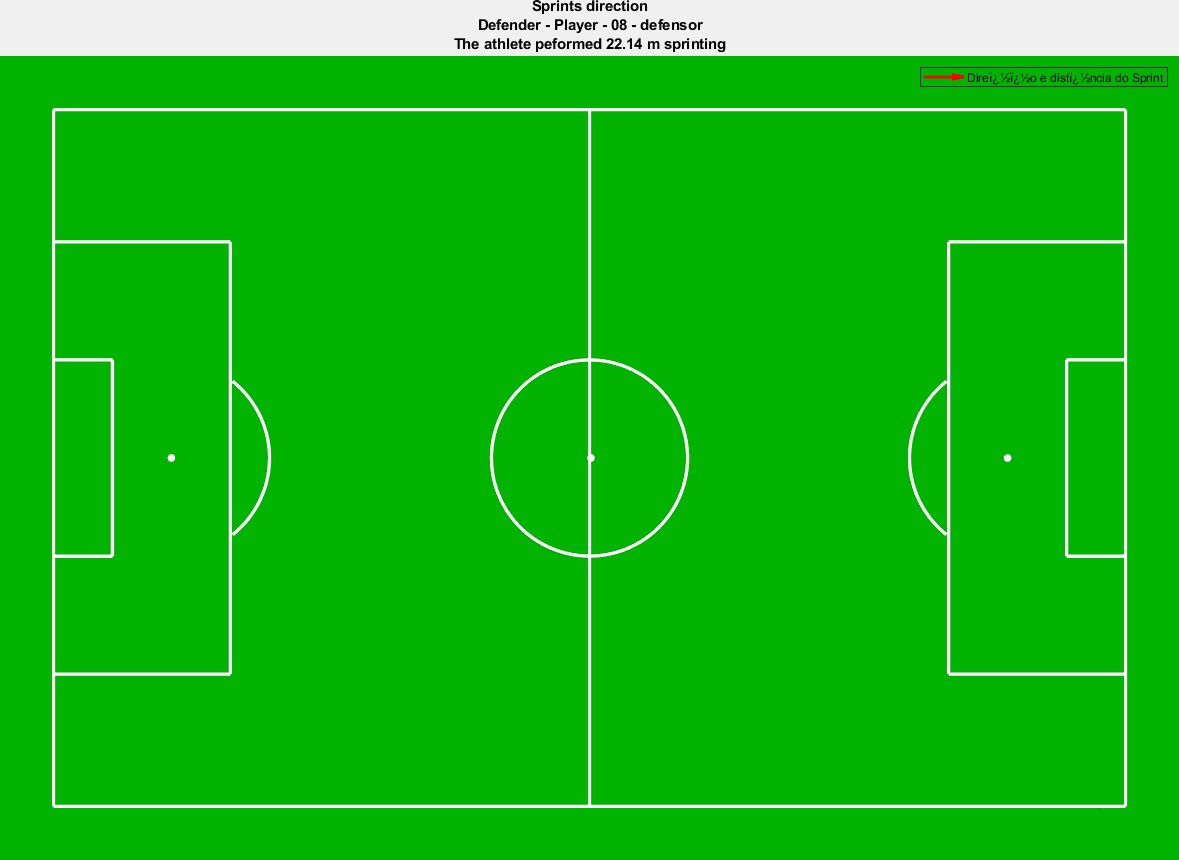 Sprints direction
Defender - Player - 08 - defensor
The athlete peformed 22.14 m sprinting
Direï¿½ï¿½o e distï¿½ncia do Sprint